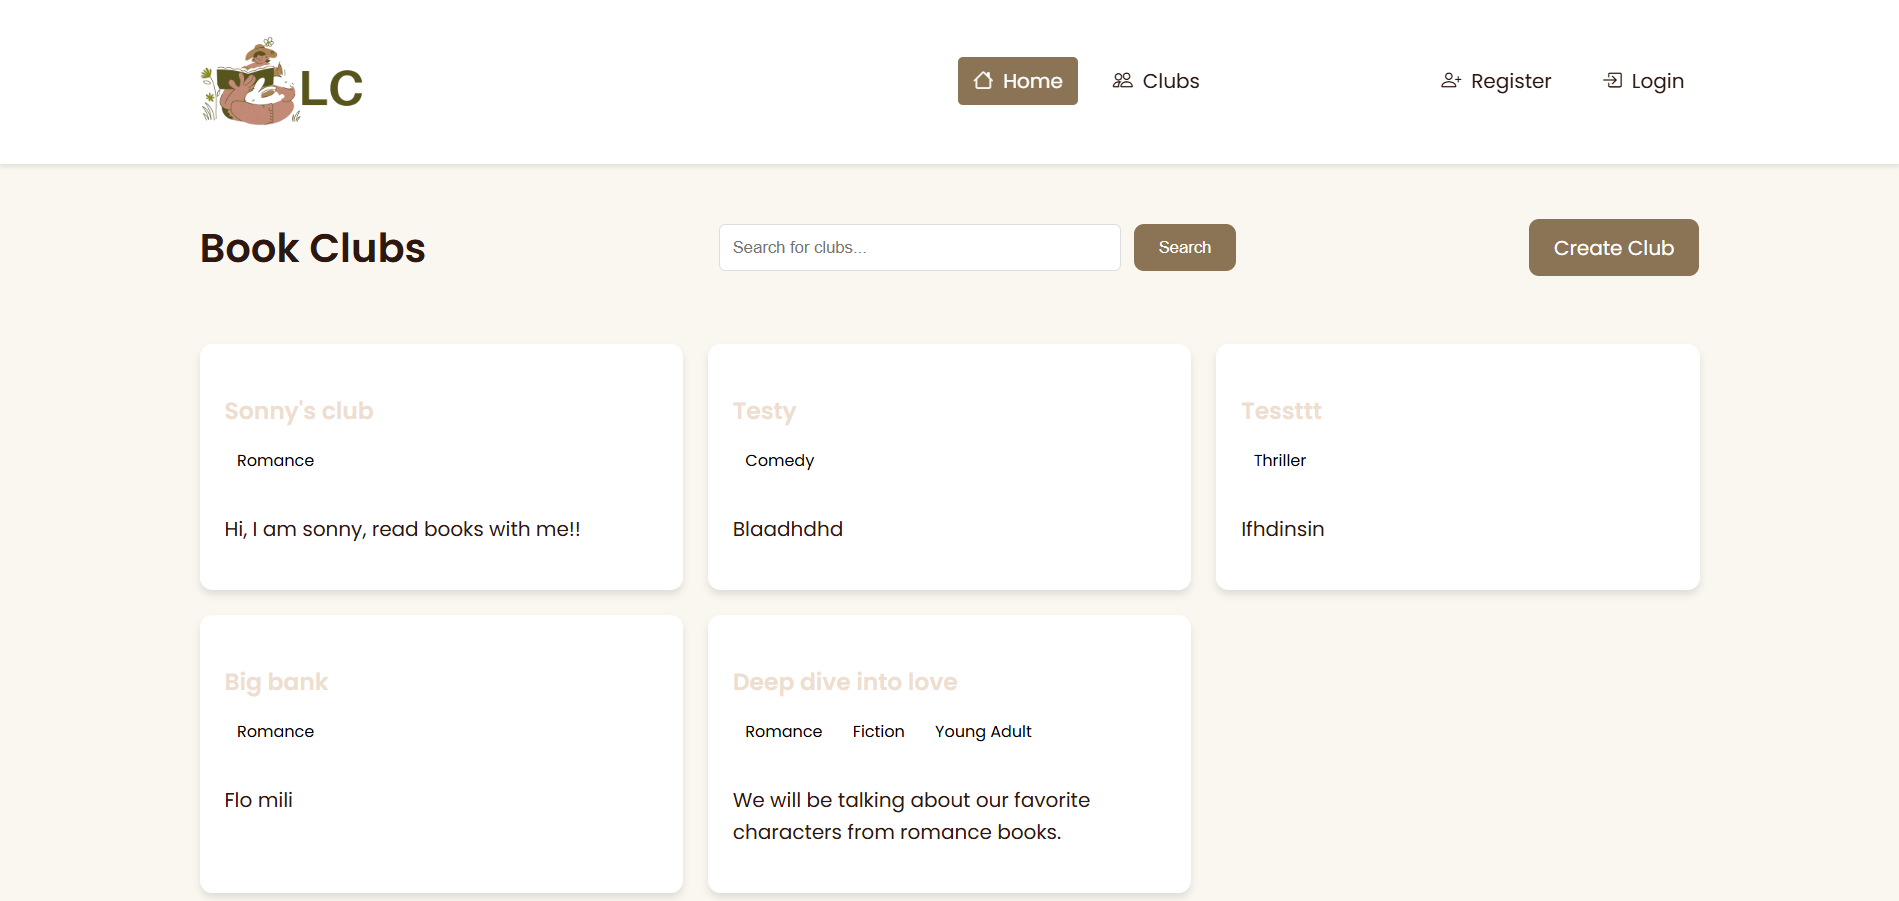 LC
Home
Clubs
Register
Login
Book Clubs
Search for clubs...
Search
Create Club
Sonny's club
Romance
Hi, I am sonny, read books with me!!
Testy
Comedy
Blaadhdhd
Tessttt
Thriller
Ifhdinsin
Big bank
Romance
Flo mili
Deep dive into love
Romance Fiction Young Adult
We will be talking about our favorite
characters from romance books.